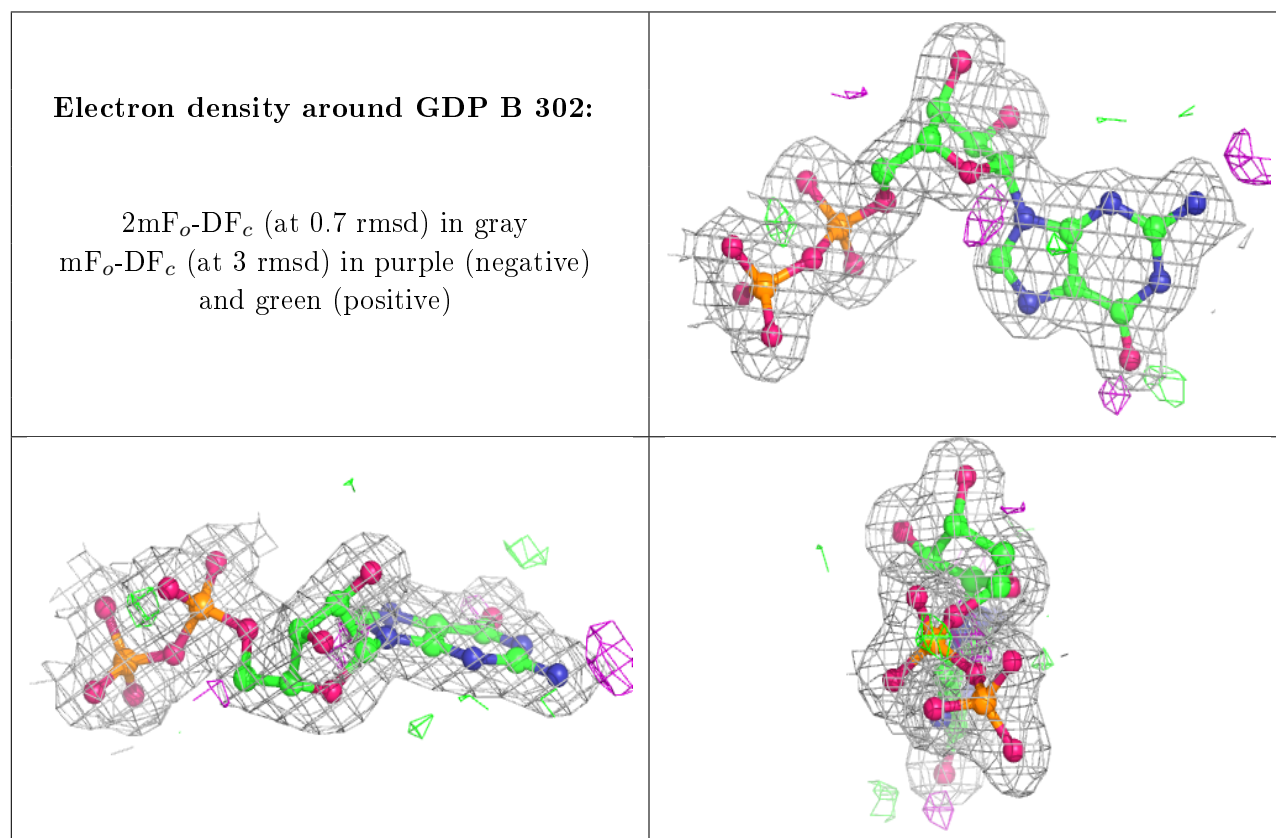 Electron density around GDP B 302:
2mFo-DFc (at 0.7 rmsd) in gray
mFo-DFc (at 3 rmsd) in purple (negative)
and green (positive)